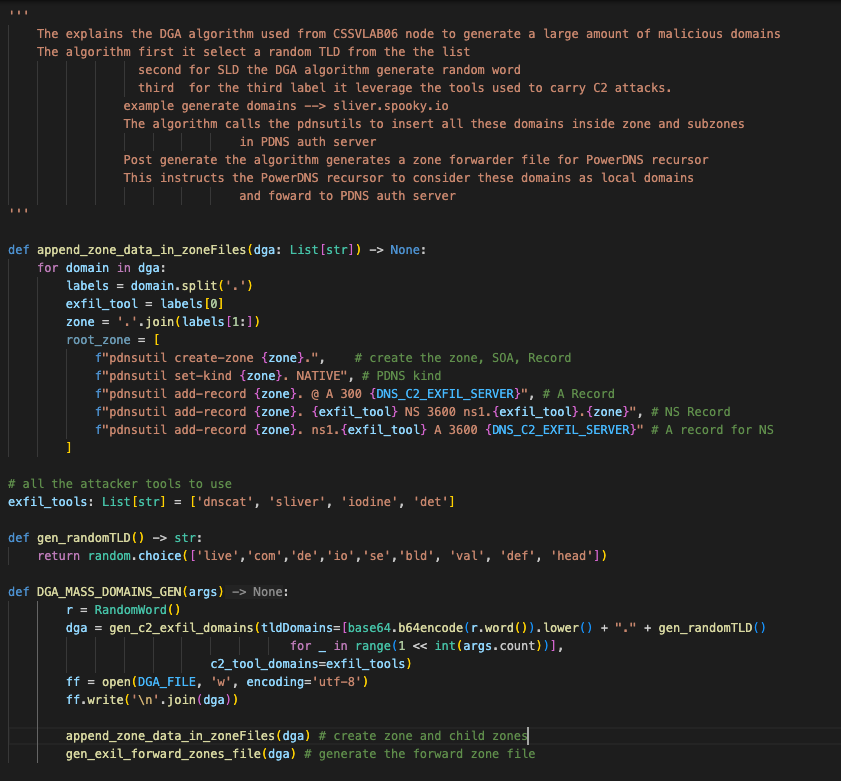 '''
    The explains the DGA algorithm used from CSSVLAB06 node to generate a large amount of malicious domains
    The algorithm first it select a random TLD from the the list
                  second for SLD the DGA algorithm generate random word
                  third  for the third label it leverage the tools used to carry C2 attacks.
                example generate domains --> sliver.spooky.io
                The algorithm calls the pdnsutils to insert all these domains inside zone and subzones
                                in PDNS auth server
                Post generate the algorithm generates a zone forwarder file for PowerDNS recursor
                This instructs the PowerDNS recursor to consider these domains as local domains
                                and foward to PDNS auth server
'''

def append_zone_data_in_zoneFiles(dga: List[str]) -> None:
    for domain in dga:
        labels = domain.split('.')
        exfil_tool = labels[0]
        zone = '.'.join(labels[1:])
        root_zone = [
            f"pdnsutil create-zone {zone}.",    # create the zone, SOA, Record
            f"pdnsutil set-kind {zone}. NATIVE", # PDNS kind
            f"pdnsutil add-record {zone}. @ A 300 {DNS_C2_EXFIL_SERVER}", # A Record
            f"pdnsutil add-record {zone}. {exfil_tool} NS 3600 ns1.{exfil_tool}.{zone}", # NS Record
            f"pdnsutil add-record {zone}. ns1.{exfil_tool} A 3600 {DNS_C2_EXFIL_SERVER}" # A record for NS
        ]

# all the attacker tools to use
exfil_tools: List[str] = ['dnscat', 'sliver', 'iodine', 'det']

def gen_randomTLD() -> str:
    return random.choice(['live','com','de','io','se','bld', 'val', 'def', 'head'])

def DGA_MASS_DOMAINS_GEN(args) -> None:
        r = RandomWord()
        dga = gen_c2_exfil_domains(tldDomains=[base64.b64encode(r.word()).lower() + "." + gen_randomTLD()
                                       for _ in range(1 << int(args.count))],
                            c2_tool_domains=exfil_tools)
        ff = open(DGA_FILE, 'w', encoding='utf-8')
        ff.write('\n'.join(dga))

        append_zone_data_in_zoneFiles(dga) # create zone and child zones
        gen_exil_forward_zones_file(dga) # generate the forward zone file